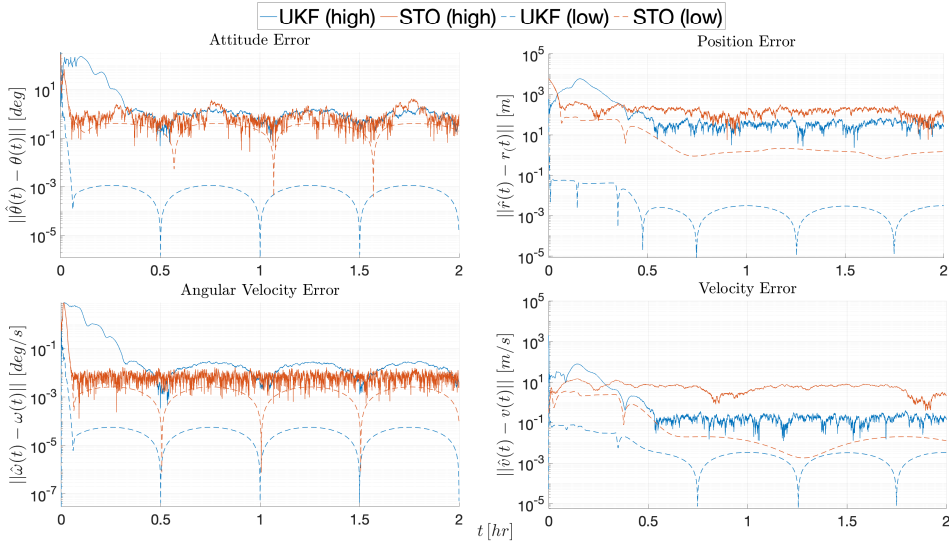 UKF (high) STO (high) UKF (low) STO (low)
Attitude Error
||θ̂(t) − θ(t)|| [deg]
10^1
10^-1
10^-3
10^-5
0 0.5 1 1.5 2
Position Error
||r̂(t) − r(t)|| [m]
10^5
10^3
10^1
10^-1
10^-3
10^-5
0 0.5 1 1.5 2
Angular Velocity Error
||ω̂(t) − ω(t)|| [deg/s]
10^-1
10^-3
10^-5
10^-7
0 0.5 1 1.5 2
Velocity Error
||v̂(t) − v(t)|| [m/s]
10^5
10^3
10^1
10^-1
10^-3
10^-5
0 0.5 1 1.5 2
t [hr]